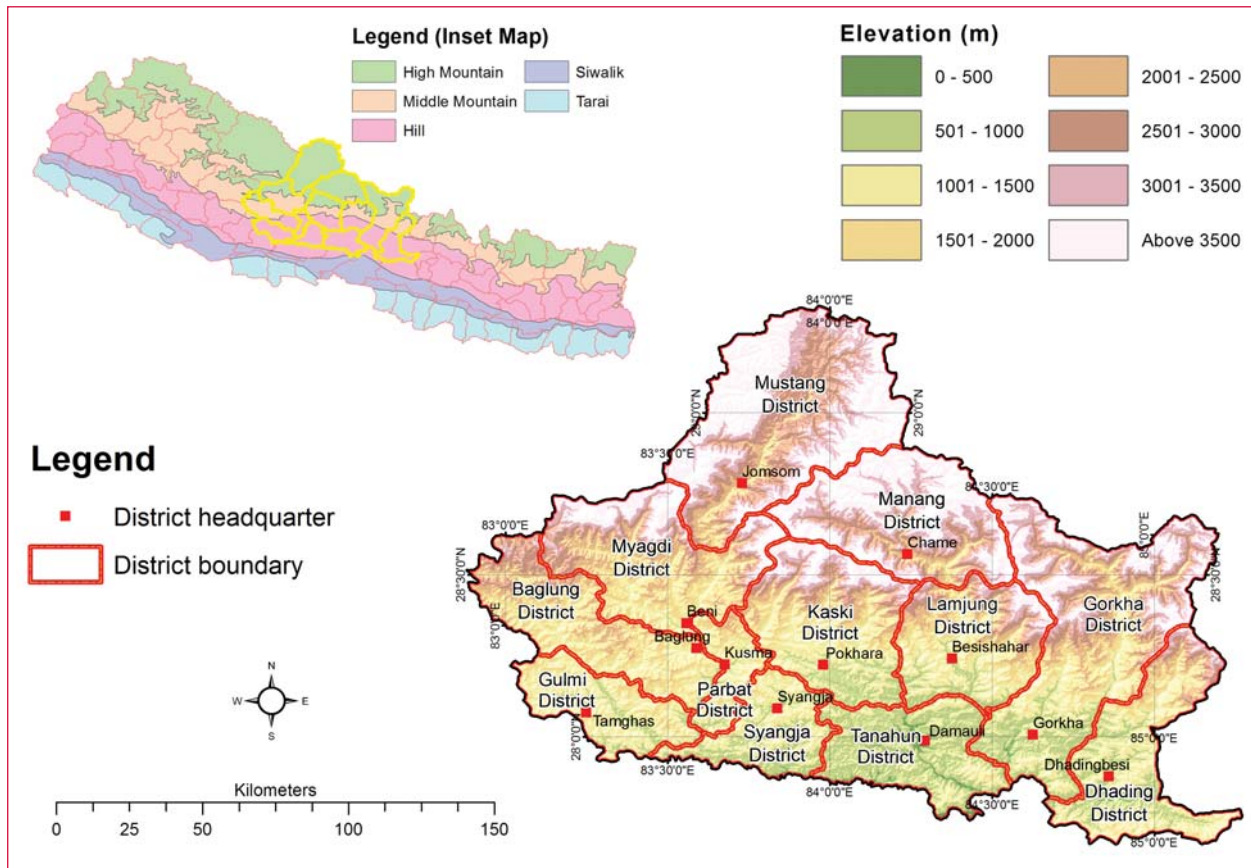 Legend (Inset Map)
High Mountain
Siwalik
Middle Mountain
Tarai
Hill
Elevation (m)
0 - 500
2001 - 2500
501 - 1000
2501 - 3000
1001 - 1500
3001 - 3500
1501 - 2000
Above 3500
84°0'0"E
84°0'0"E
Mustang
District
29°0'0"N
29°0'0"N
83°30'0"E
Jomsom
Manang
District
Chame
83°0'0"E
Myagdi
District
28°30'0"N
28°30'0"N
Baglung
District
83°0'0"E
Beni
Baglung
Kusma
Kaski
District
Pokhara
Lamjung
District
Besishahar
Gorkha
District
Gulmi
District
Tamghas
Parbat
District
Syangja
Syangja
District
Tanahun
District
Damauli
Gorkha
85°0'0"E
28°0'0"N
28°0'0"N
83°30'0"E
84°0'0"E
84°30'0"E
Dhadingbesi
Dhading
District
85°0'0"E
Legend
District headquarter
District boundary
N
W
E
S
Kilometers
0
25
50
100
150